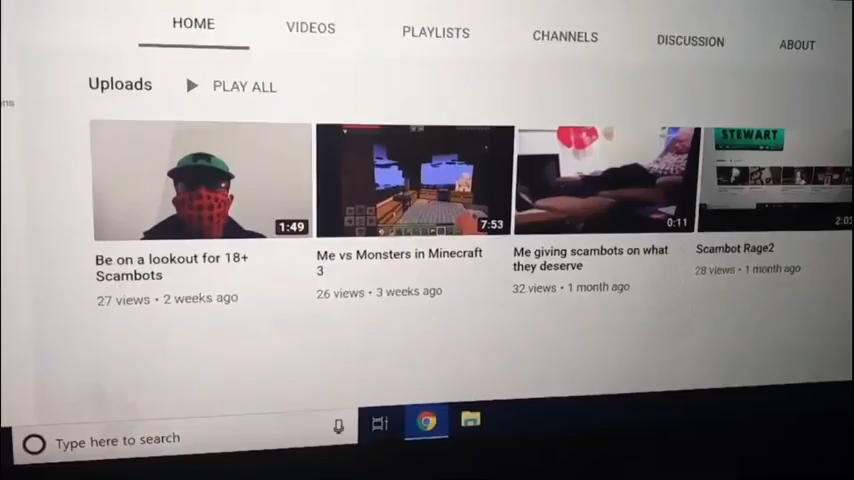 HOME VIDEOS PLAYLISTS CHANNELS DISCUSSION ABOUT
ns
Uploads PLAY ALL
STEWART
1:49
7:53
0:11
2:03
Be on a lookout for 18+
Scambots
27 views • 2 weeks ago
Me vs Monsters in Minecraft
3
26 views • 3 weeks ago
Me giving scambots on what
they deserve
32 views • 1 month ago
Scambot Rage2
28 views • 1 month ago
Type here to search